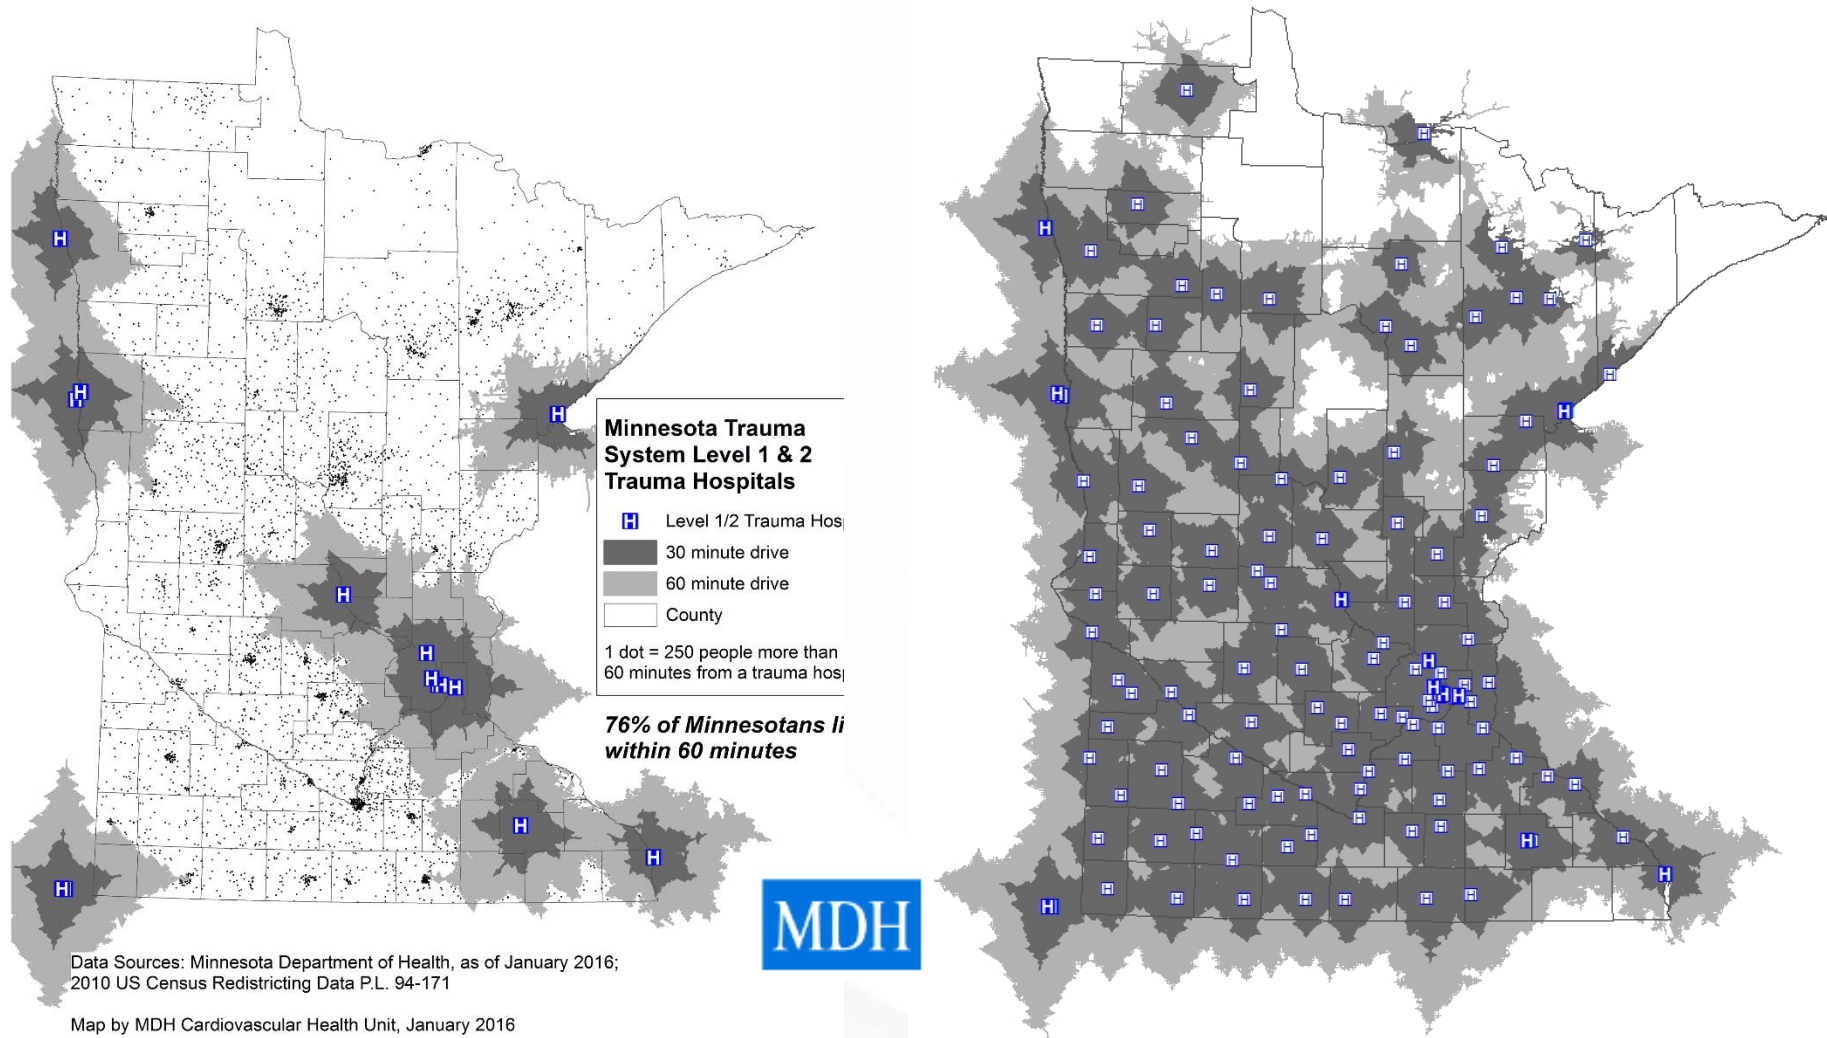 Minnesota Trauma
System Level 1 & 2
Trauma Hospitals
H Level 1/2 Trauma Hos
30 minute drive
60 minute drive
County
1 dot = 250 people more than
60 minutes from a trauma hos
76% of Minnesotans li
within 60 minutes
MDH
Data Sources: Minnesota Department of Health, as of January 2016;
2010 US Census Redistricting Data P.L. 94-171
Map by MDH Cardiovascular Health Unit, January 2016